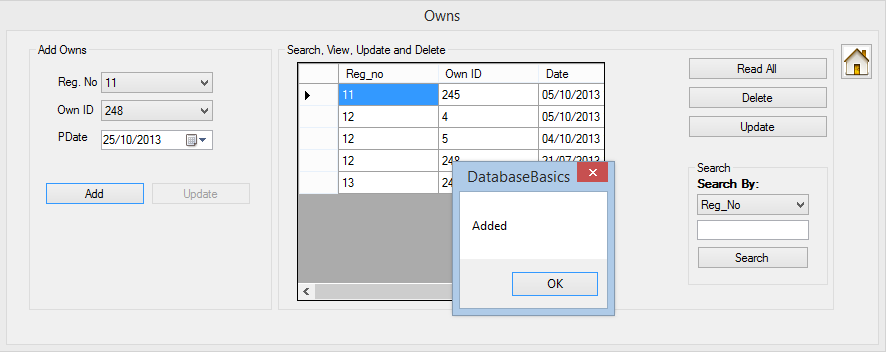 Owns
Add Owns
Reg. No 11
Own ID 248
PDate 25/10/2013
Add Update
Search, View, Update and Delete
Reg_no Own ID Date
11 245 05/10/2013
12 4 05/10/2013
12 5 04/10/2013
12 248 21/07/2013
13
DatabaseBasics
Added
OK
Read All
Delete
Update
Search
Search By:
Reg_No
Search